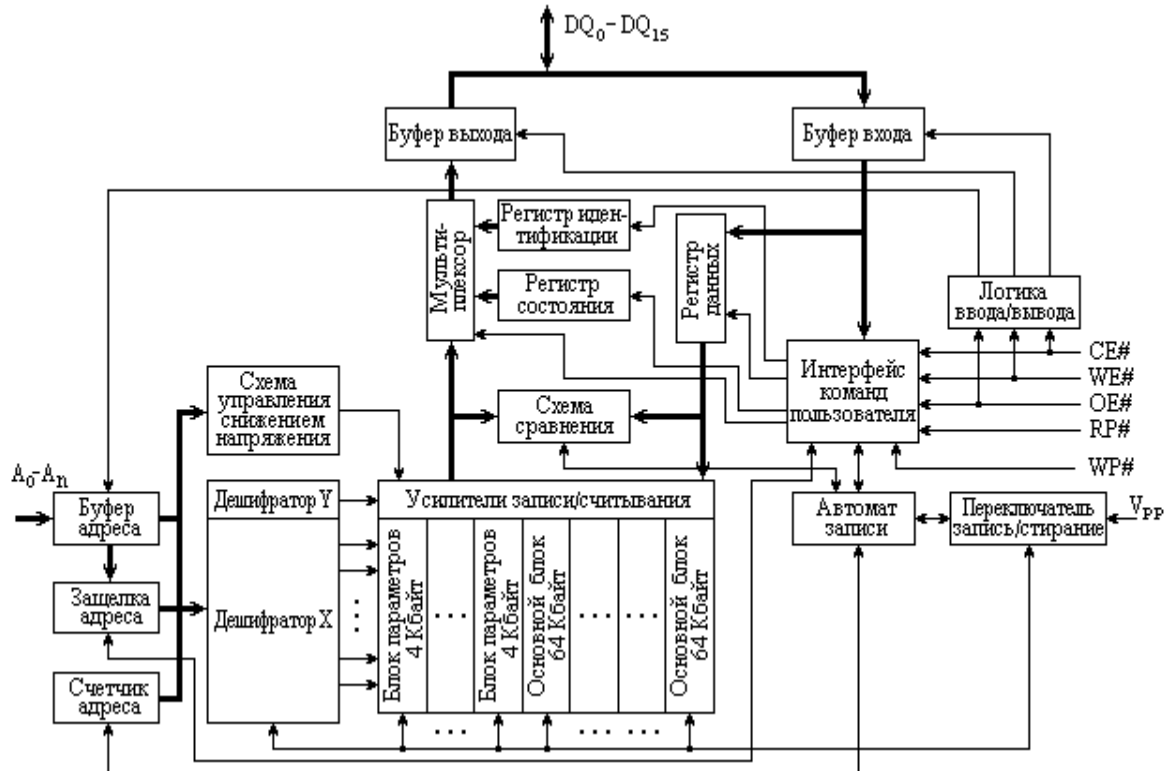 DQ₀- DQ₁₅
Буфер выхода
Буфер входа
Мульти-
плексор
Регистр иден-
тификации
Регистр
состояния
Регистр
данных
Логика
ввода/вывода
CE#
WE#
OE#
RP#
WP#
Интерфейс
команд
пользователя
Схема
управления
снижением
напряжения
Схема
сравнения
A₀-Aₙ
Буфер
адреса
Дешифратор Y
Усилители записи/считывания
Автомат
записи
Переключатель
запись/стирание
Vₚₚ
Защелка
адреса
Дешифратор X
Блок параметров
4 Кбайт
...
Блок параметров
4 Кбайт
Основной блок
64 Кбайт
...
...
Основной блок
64 Кбайт
Счетчик
адреса
... ... ...